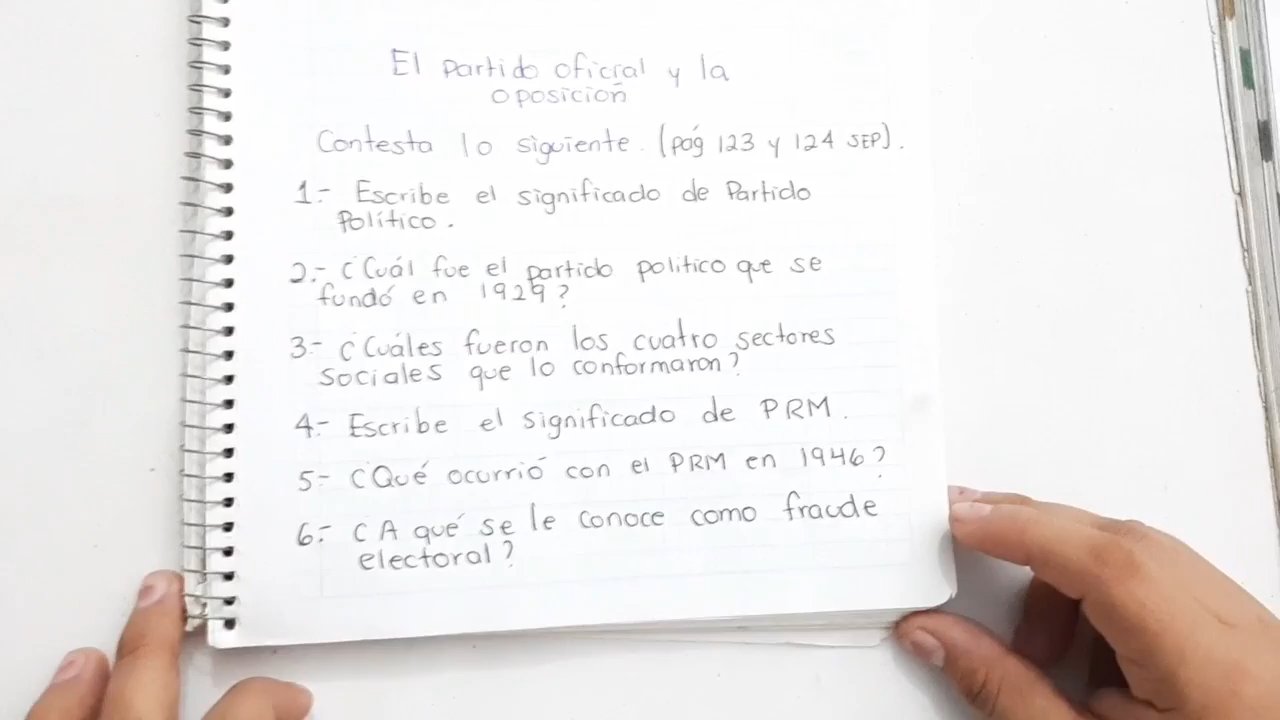 El partido oficial y la
oposición
Contesta lo siguiente. (pág 123 y 124 SEP).
1.- Escribe el significado de Partido
Político.
2.- ¿Cuál fue el partido politico que se
fundó en 1929?
3.- ¿Cuáles fueron los cuatro sectores
sociales que lo conformaron?
4.- Escribe el significado de PRM.
5.- ¿Qué ocurrió con el PRM en 1946?
6.- ¿A qué se le conoce como fraude
electoral?